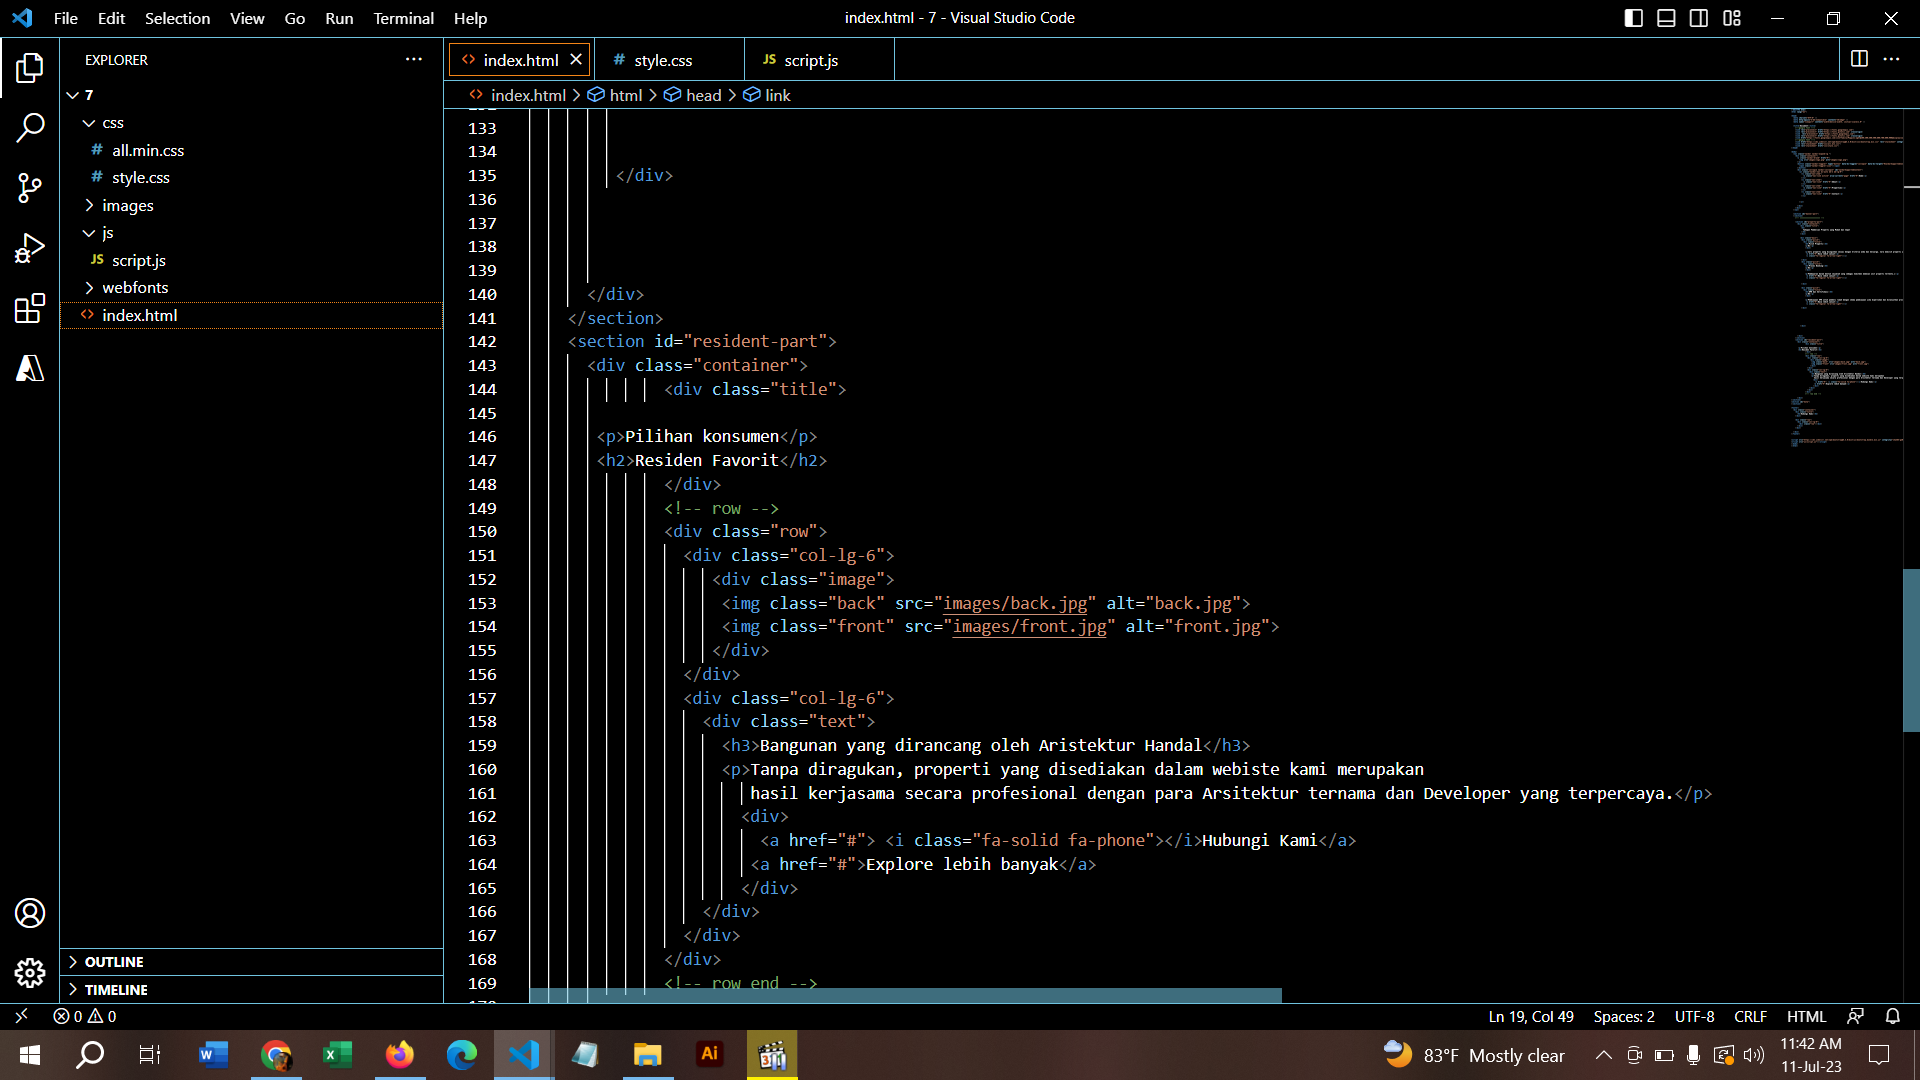 File Edit Selection View Go Run Terminal Help
index.html - 7 - Visual Studio Code
EXPLORER
7
css
# all.min.css
# style.css
images
js
JS script.js
webfonts
<> index.html
OUTLINE
TIMELINE
<> index.html
# style.css
JS script.js
<> index.html > html > head > link
133
134
135 </div>
136
137
138
139
140 </div>
141 </section>
142 <section id="resident-part">
143 <div class="container">
144 <div class="title">
145
146 <p>Pilihan konsumen</p>
147 <h2>Residen Favorit</h2>
148 </div>
149 <!-- row -->
150 <div class="row">
151 <div class="col-lg-6">
152 <div class="image">
153 <img class="back" src="images/back.jpg" alt="back.jpg">
154 <img class="front" src="images/front.jpg" alt="front.jpg">
155 </div>
156 </div>
157 <div class="col-lg-6">
158 <div class="text">
159 <h3>Bangunan yang dirancang oleh Aristektur Handal</h3>
160 <p>Tanpa diragukan, properti yang disediakan dalam webiste kami merupakan
161 hasil kerjasama secara profesional dengan para Arsitektur ternama dan Developer yang terpercaya.</p>
162 <div>
163 <a href="#"> <i class="fa-solid fa-phone"></i>Hubungi Kami</a>
164 <a href="#">Explore lebih banyak</a>
165 </div>
166 </div>
167 </div>
168 </div>
169 <!-- row end -->
0 0
Ln 19, Col 49 Spaces: 2 UTF-8 CRLF HTML
83°F Mostly clear
11:42 AM
11-Jul-23